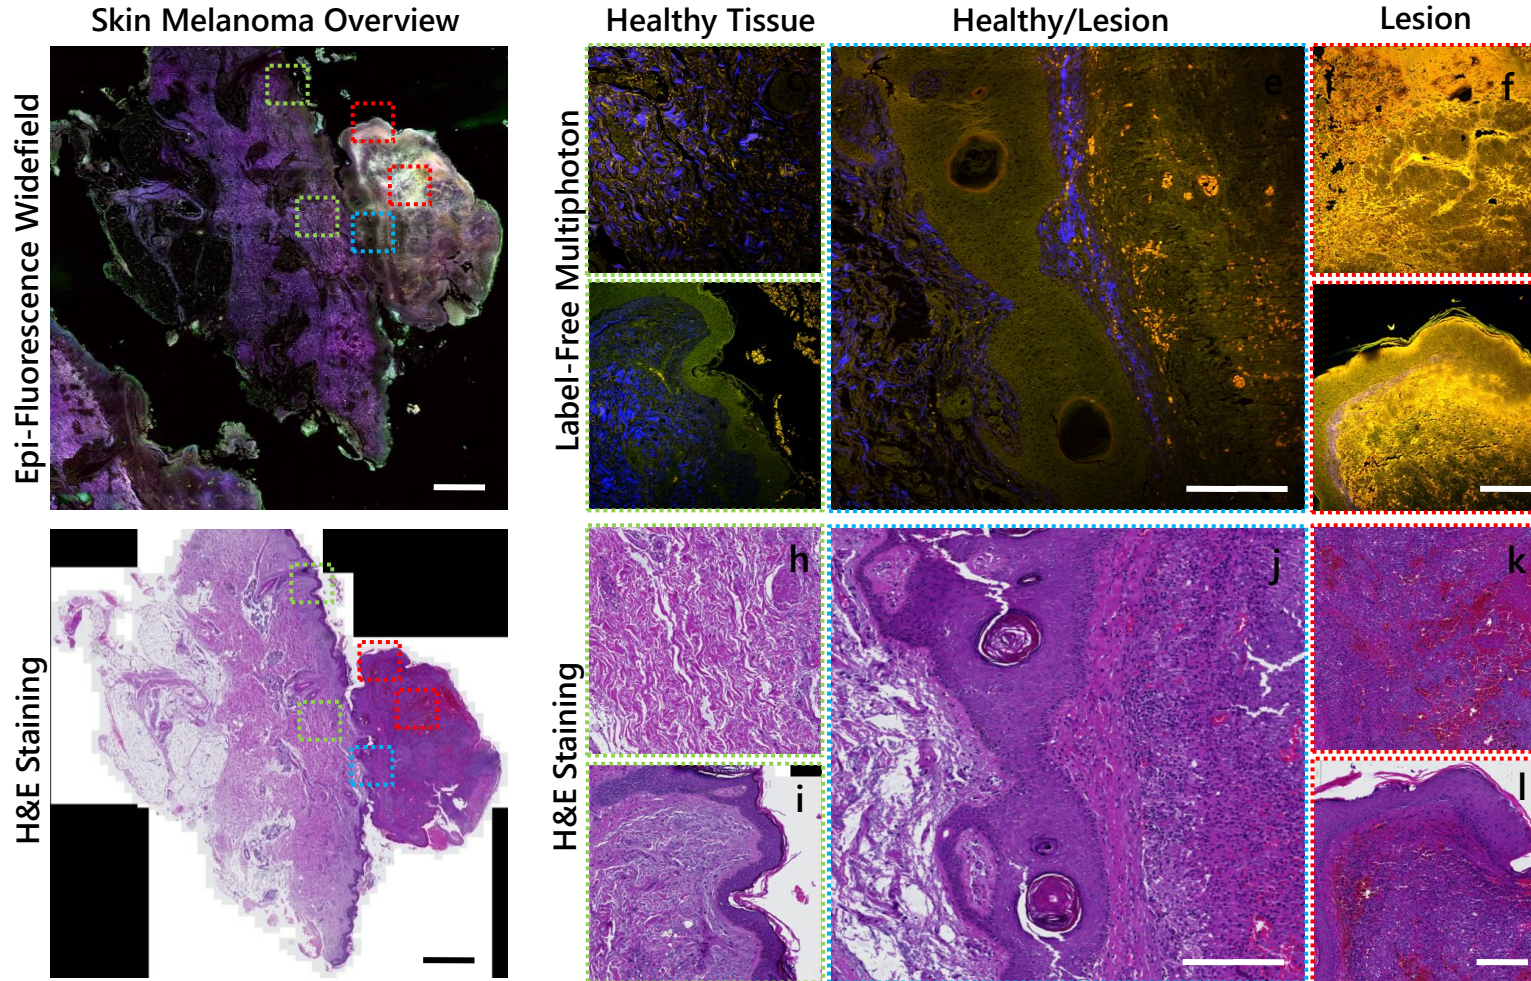 Skin Melanoma Overview
Healthy Tissue
Healthy/Lesion
Lesion
Epi-Fluorescence Widefield
Label-Free Multiphoton
a
c
e
f
H&E Staining
H&E Staining
h
j
k
i
l